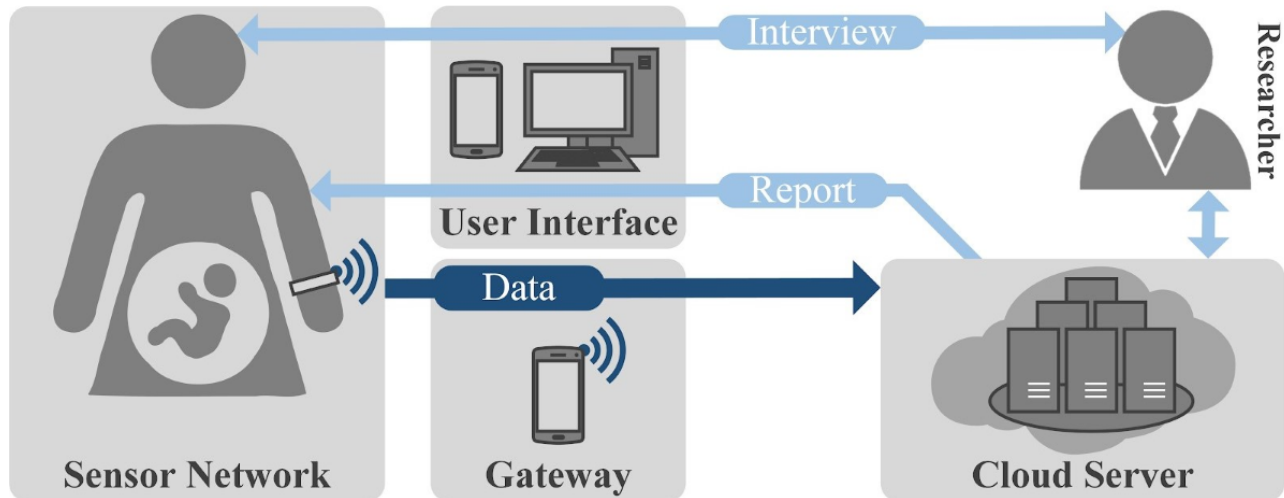 Interview
Researcher
Report
User Interface
Data
Sensor Network
Gateway
Cloud Server